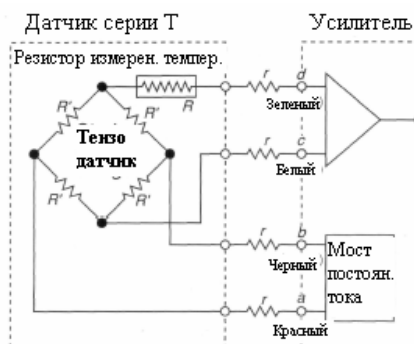 Датчик серии Т
Усилитель
Резистор измерен. темпер.
R' R' R r d
Зеленый)
Тензо
датчик
r c
Белый)
R' R'
r b
Черный)
Мост
постоян.
тока
r a
Красный